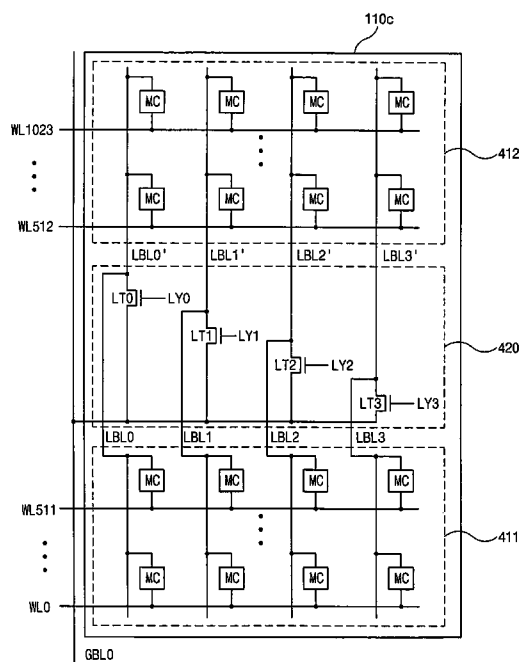 110c
MC MC MC MC
WL1023
412
MC MC MC MC
WL512
LBL0' LBL1' LBL2' LBL3'
LT0 LY0
LT1 LY1
420
LT2 LY2
LT3 LY3
LBL0 LBL1 LBL2 LBL3
MC MC MC MC
WL511
411
MC MC MC MC
WL0
GBL0